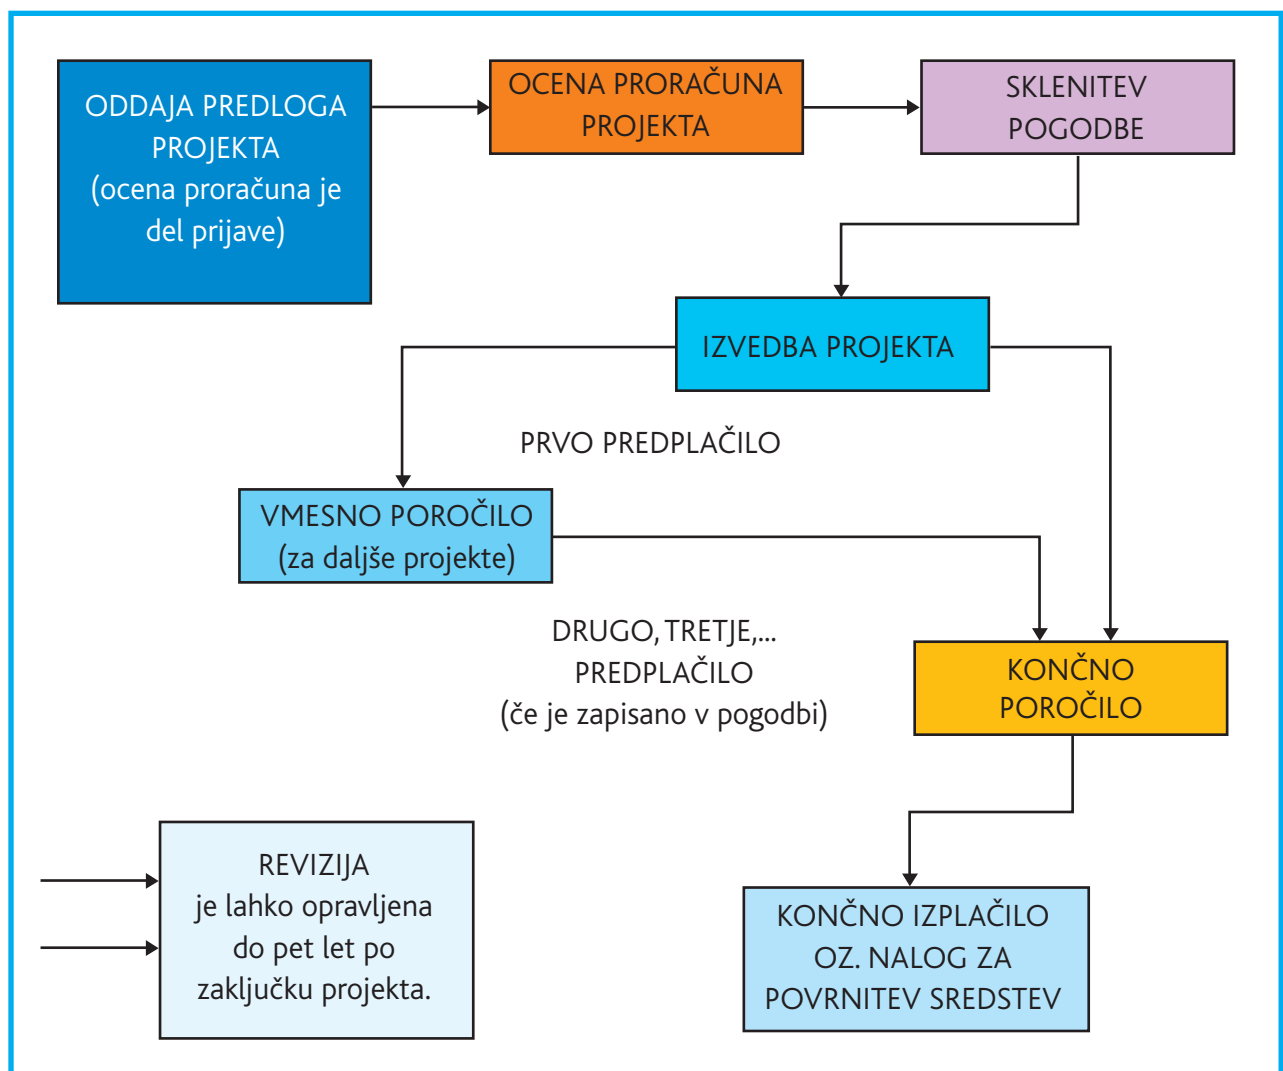 ODDAJA PREDLOGA
PROJEKTA
(ocena proračuna je
del prijave)
OCENA PRORAČUNA
PROJEKTA
SKLENITEV
POGODBE
IZVEDBA PROJEKTA
PRVO PREDPLAČILO
VMESNO POROČILO
(za daljše projekte)
DRUGO, TRETJE,...
PREDPLAČILO
(če je zapisano v pogodbi)
KONČNO
POROČILO
REVIZIJA
je lahko opravljena
do pet let po
zaključku projekta.
KONČNO IZPLAČILO
OZ. NALOG ZA
POVRNITEV SREDSTEV